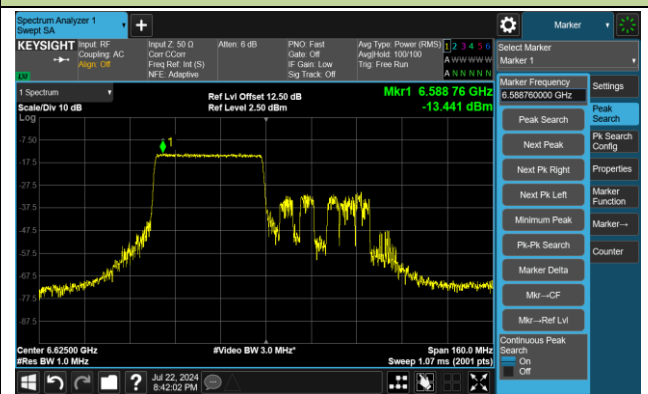 Spectrum Analyzer 1
Swept SA
Marker
KEYSIGHT
Input: RF
Coupling: AC
Align: Off
Input Z: 50 Ω
Corr CCorr
Freq Ref: Int (S)
NFE: Adaptive
Atten: 6 dB
PNO: Fast
Gate: Off
IF Gain: Low
Sig Track: Off
Avg Type: Power (RMS)
Avg|Hold: 100/100
Trig: Free Run
1 2 3 4 5 6
A W W W W W
A N N N N N
LXI
Select Marker
Marker 1
1 Spectrum
Scale/Div 10 dB
Log
Ref Lvl Offset 12.50 dB
Ref Level 2.50 dBm
Mkr1 6.588 76 GHz
-13.441 dBm
1
-7.50
-17.5
-27.5
-37.5
-47.5
-57.5
-67.5
-77.5
-87.5
Center 6.62500 GHz
#Res BW 1.0 MHz
#Video BW 3.0 MHz*
Span 160.0 MHz
Sweep 1.07 ms (2001 pts)
Marker Frequency
6.588760000 GHz
Peak Search
Next Peak
Next Pk Right
Next Pk Left
Minimum Peak
Pk-Pk Search
Marker Delta
Mkr→CF
Mkr→Ref Lvl
Continuous Peak
Search
On
Off
Settings
Peak
Search
Pk Search
Config
Properties
Marker
Function
Marker→
Counter
Jul 22, 2024
8:42:02 PM